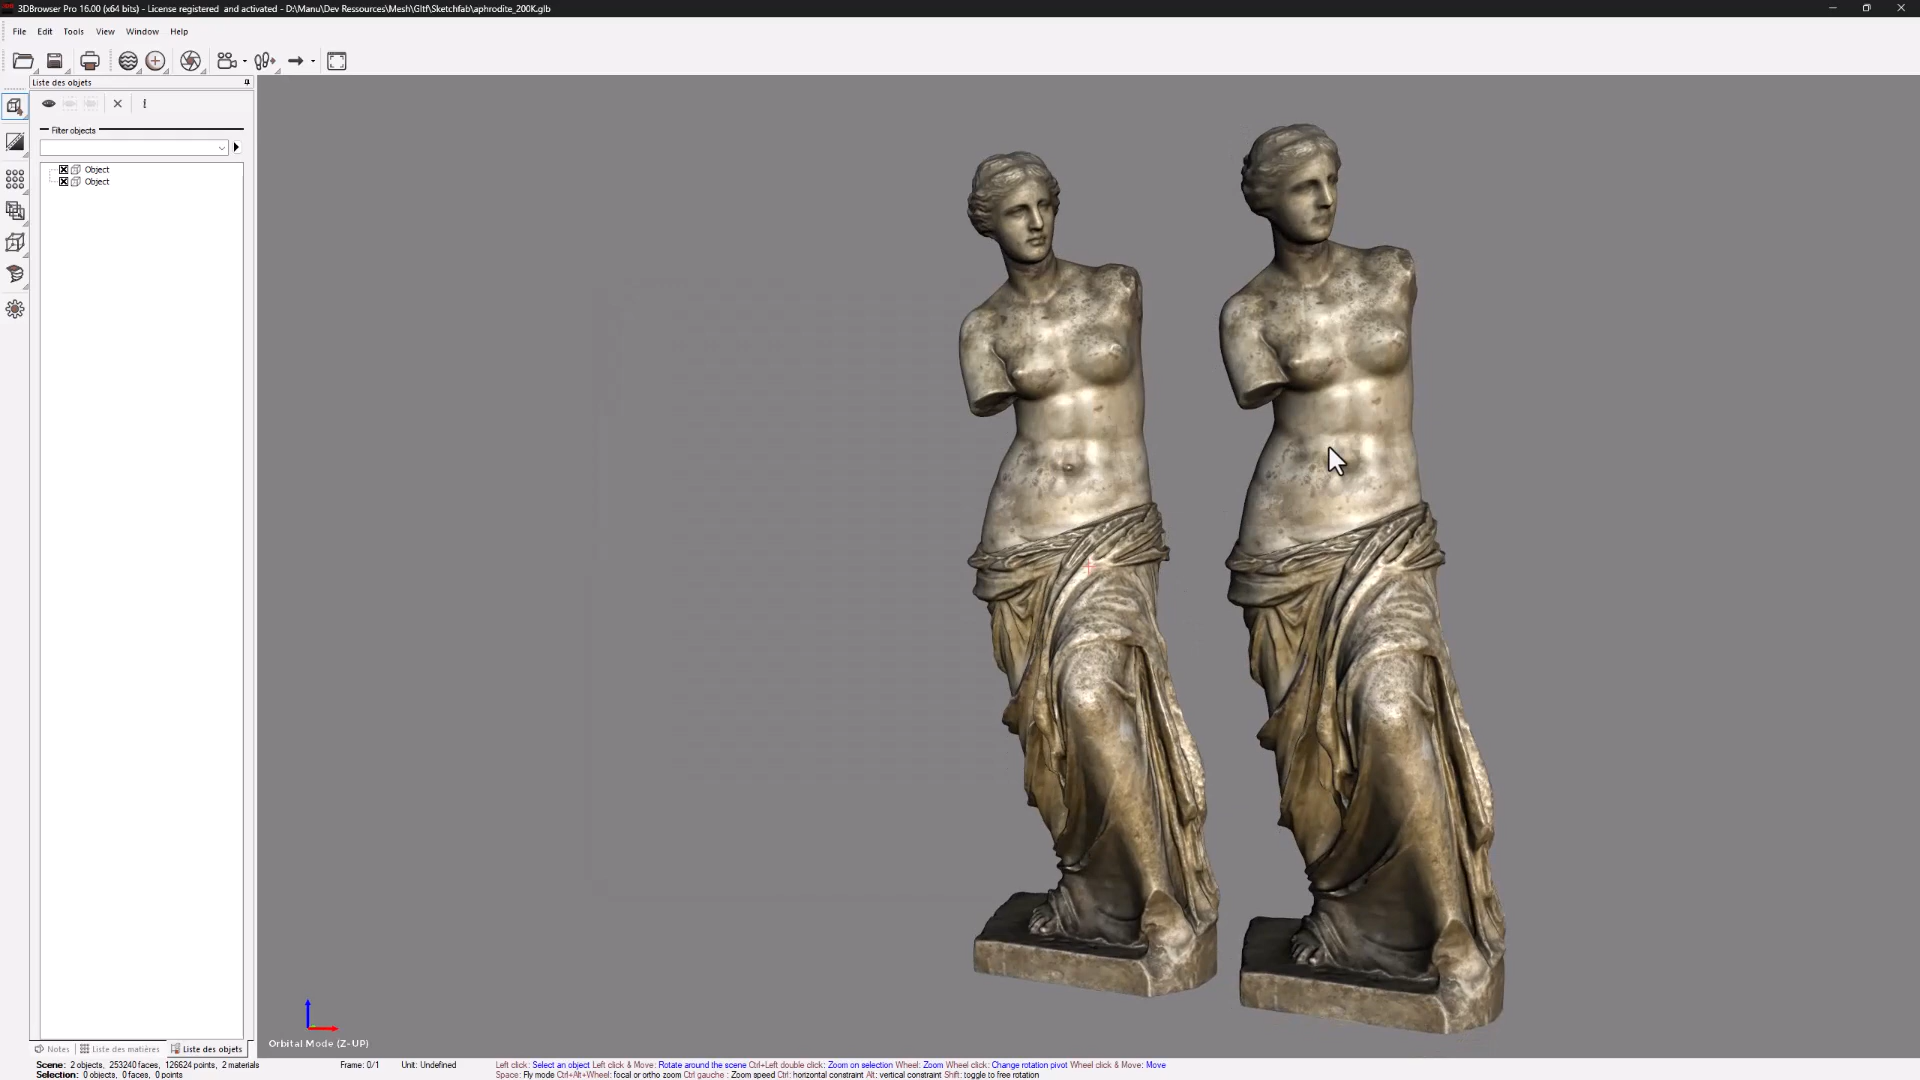 3DBrowser Pro 16.00 (x64 bits) - License registered  and activated - D:\Manu\Dev Ressources\Mesh\Gltf\Sketchfab\aphrodite_200K.glb
File Edit Tools View Window Help
Liste des objets
Filter objects
Object
Object
Orbital Mode (Z-UP)
Notes Liste des matières Liste des objets
Scene: 2 objects, 253240 faces, 126624 points, 2 materials Frame: 0/1 Unit: Undefined Left click: Select an object Left click & Move: Rotate around the scene Ctrl+Left double click: Zoom on selection Wheel: Zoom Wheel click: Change rotation pivot Wheel click & Move: Move
Selection: 0 objects, 0 faces, 0 points Space: Fly mode Ctrl+Alt+Wheel: focal or ortho zoom Ctrl gauche : Zoom speed Ctrl: horizontal constraint Alt: vertical constraint Shift: toggle to free rotation